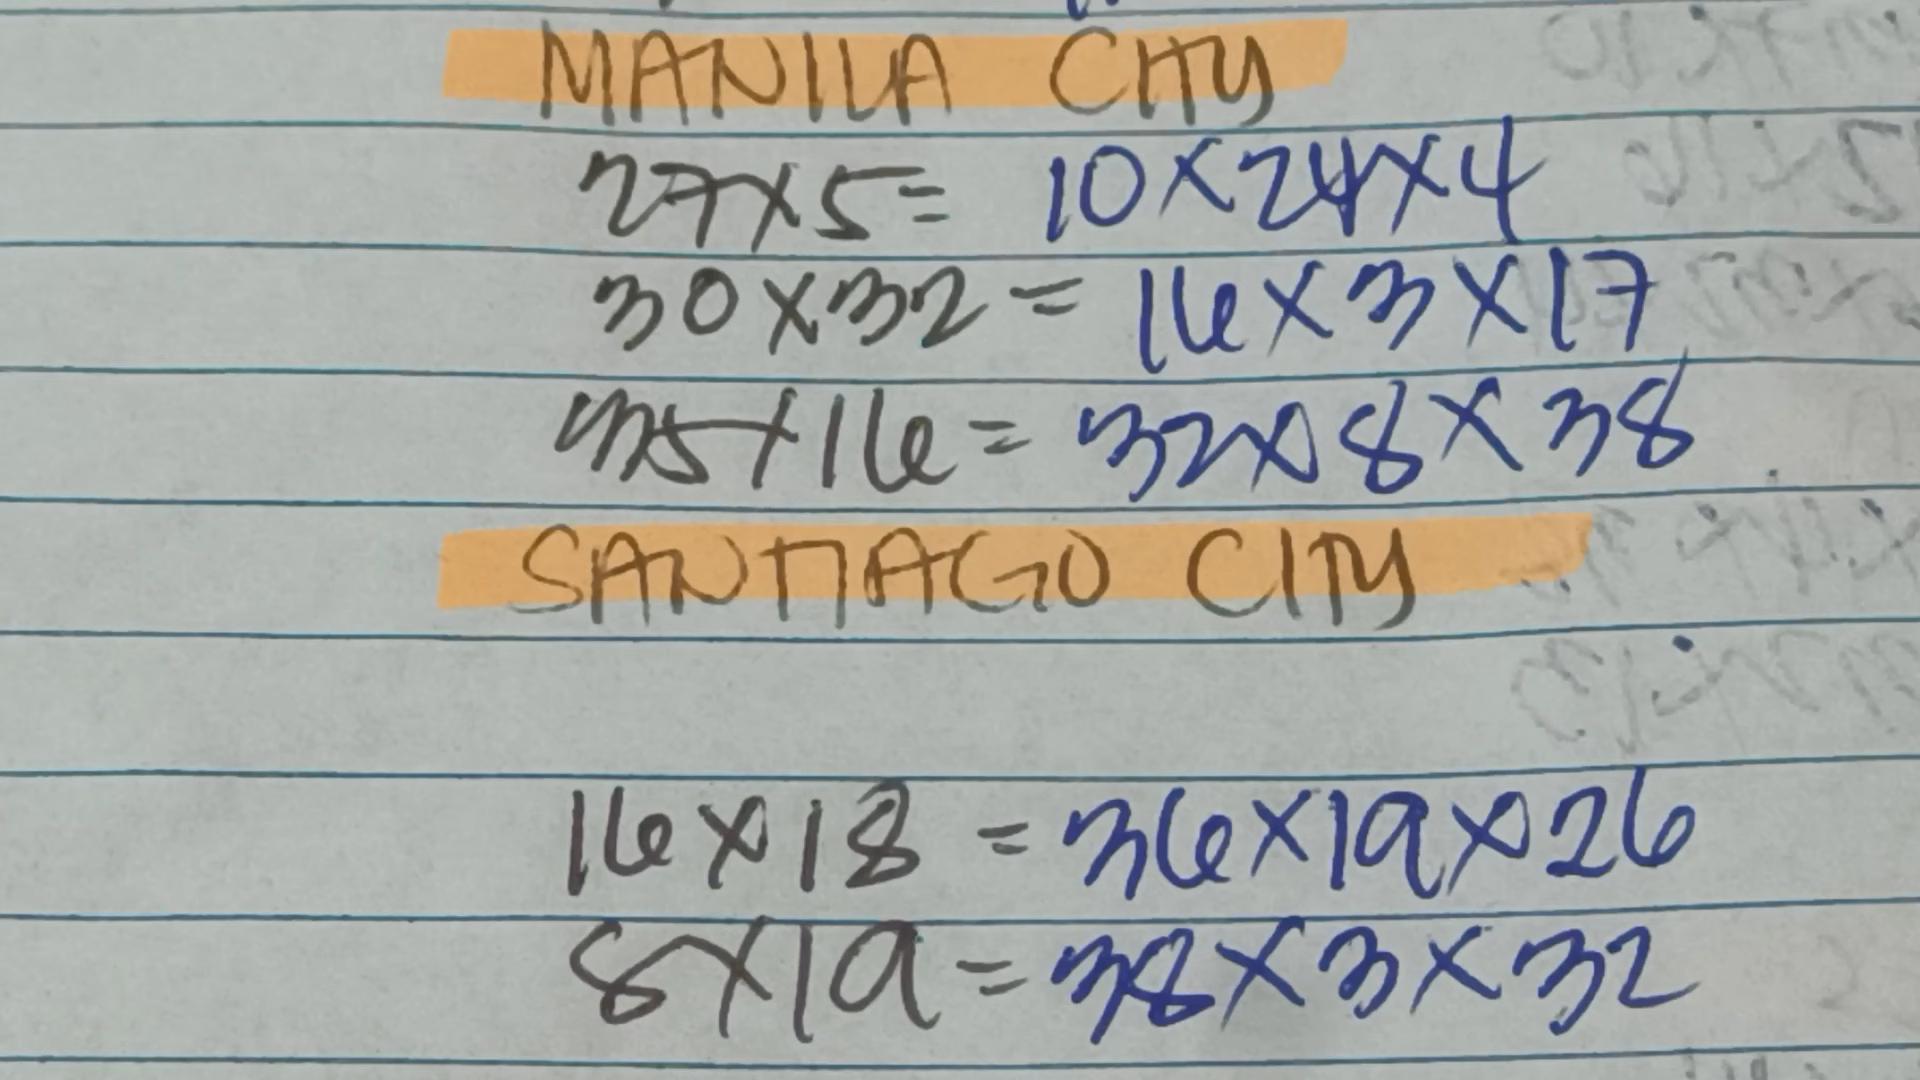 MANILA CITY
27x5= 10x24x4
30x32= 16x3x17
35x16= 32x8x38
SANTIAGO CITY
16x18 = 36x19x26
8x19= 38x3x32